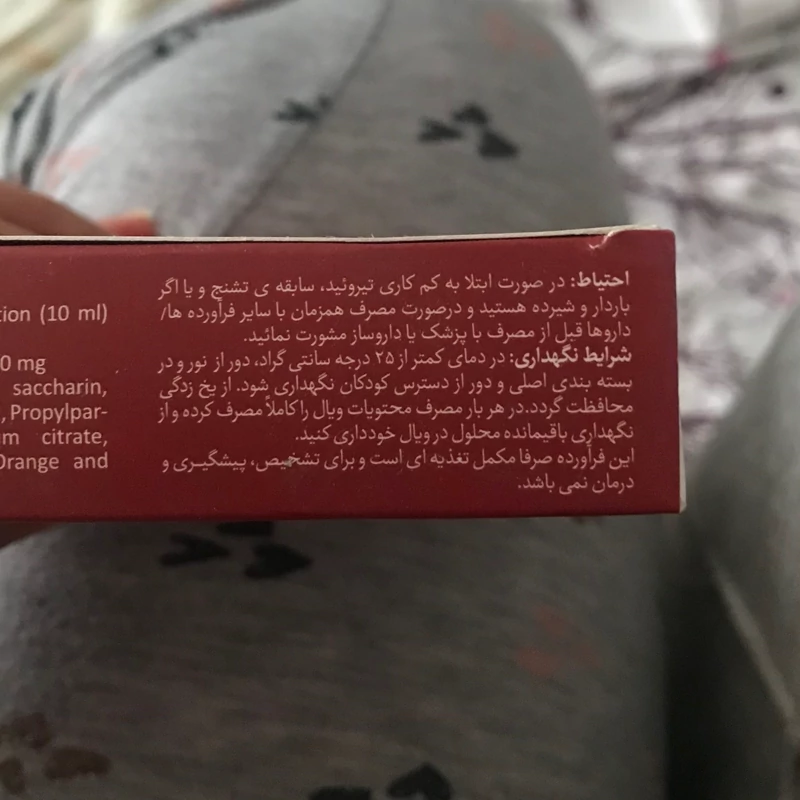 احتیاط: در صورت ابتلا به کم کاری تیروئید، سابقه ی تشنج و یا اگر
باردار و شیرده هستید و درصورت مصرف همزمان با سایر فرآورده ها/
داروها قبل از مصرف با پزشک یا داروساز مشورت نمائید.
شرایط نگهداری: در دمای کمتر از ۲۵ درجه سانتی گراد، دور از نور و در
بسته بندی اصلی و دور از دسترس کودکان نگهداری شود. از یخ زدگی
محافظت گردد.در هر بار مصرف محتویات ویال را کاملاً مصرف کرده و از
نگهداری باقیمانده محلول در ویال خودداری کنید.
این فرآورده صرفا مکمل تغذیه ای است و برای تشخیص، پیشگیری و
درمان نمی باشد.
tion (10 ml)
0 mg
saccharin,
, Propylpar-
um citrate,
Orange and